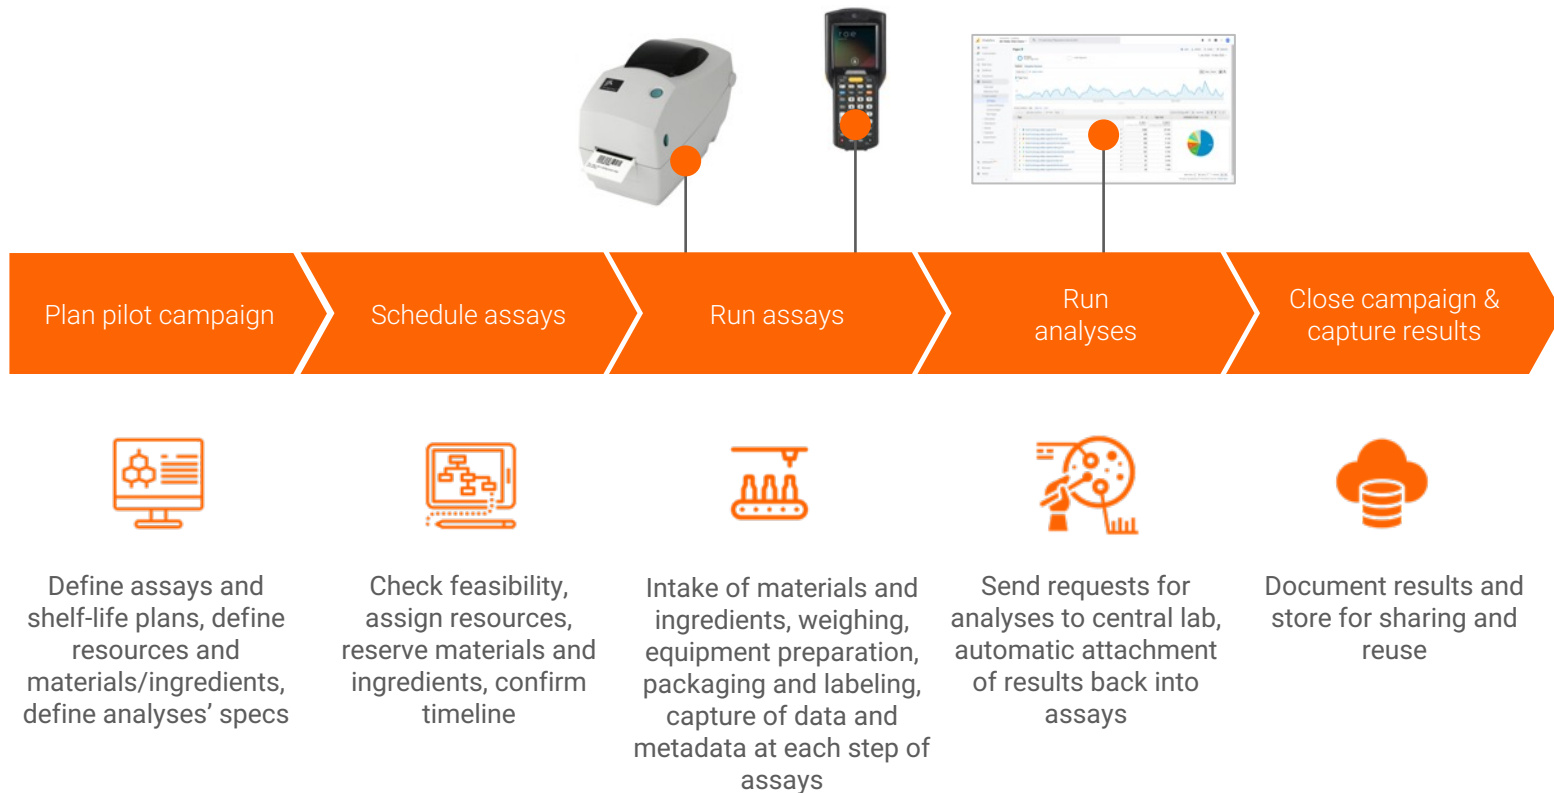 Plan pilot campaign
Schedule assays
Run assays
Run
analyses
Close campaign &
capture results
Define assays and
shelf-life plans, define
resources and
materials/ingredients,
define analyses’ specs
Check feasibility,
assign resources,
reserve materials and
ingredients, confirm
timeline
Intake of materials and
ingredients, weighing,
equipment preparation,
packaging and labeling,
capture of data and
metadata at each step of
assays
Send requests for
analyses to central lab,
automatic attachment
of results back into
assays
Document results and
store for sharing and
reuse